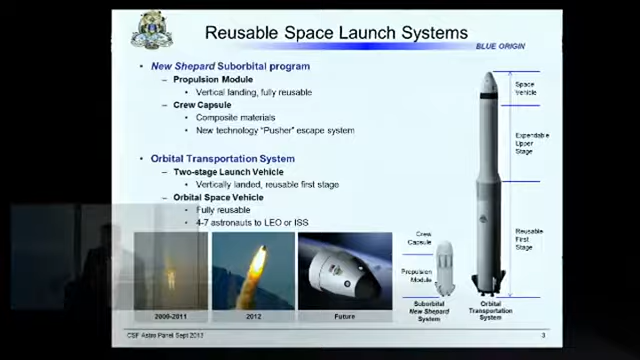 Reusable Space Launch Systems
BLUE ORIGIN
• New Shepard Suborbital program
– Propulsion Module
• Vertical landing, fully reusable
– Crew Capsule
• Composite materials
• New technology “Pusher” escape system
• Orbital Transportation System
– Two-stage Launch Vehicle
• Vertically landed, reusable first stage
– Orbital Space Vehicle
• Fully reusable
• 4-7 astronauts to LEO or ISS
Space
Vehicle
Expendable
Upper
Stage
Reusable
First
Stage
Crew
Capsule
Propulsion
Module
2006-2011
2012
Future
Suborbital
New Shepard
System
Orbital
Transportation
System
CSF Astro Panel Sept 2013
3